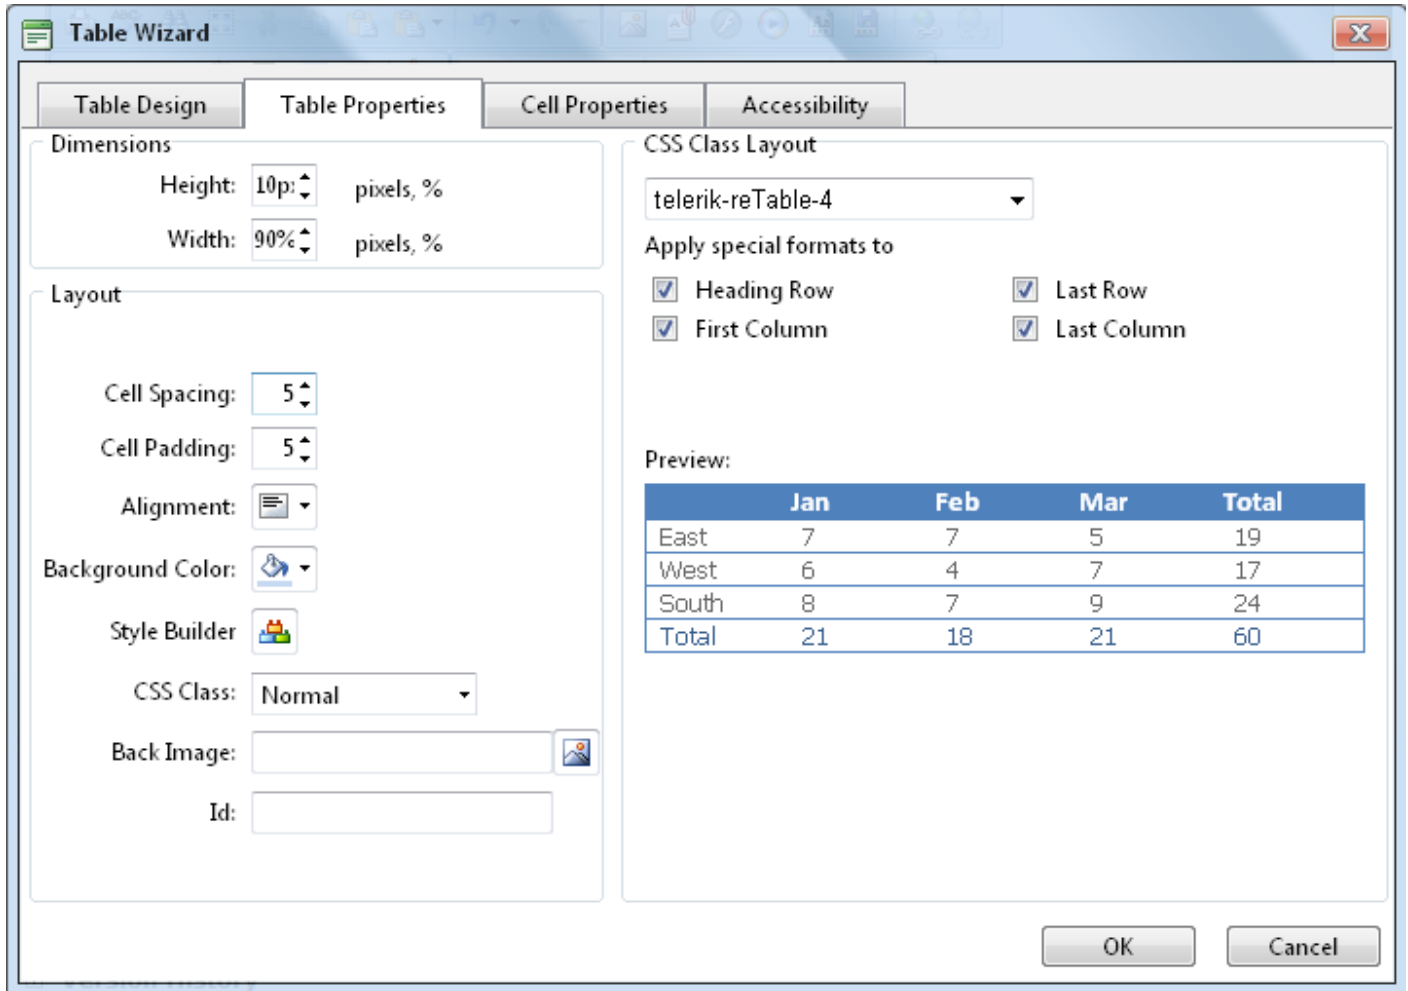 Table Wizard
Table Design Table Properties Cell Properties Accessibility
Dimensions
Height: 10p: pixels, %
Width: 90% pixels, %
Layout
Cell Spacing: 5
Cell Padding: 5
Alignment:
Background Color:
Style Builder
CSS Class: Normal
Back Image:
Id:
CSS Class Layout
telerik-reTable-4
Apply special formats to
Heading Row Last Row
First Column Last Column
Preview:
Jan Feb Mar Total
East 7 7 5 19
West 6 4 7 17
South 8 7 9 24
Total 21 18 21 60
OK Cancel
Version History